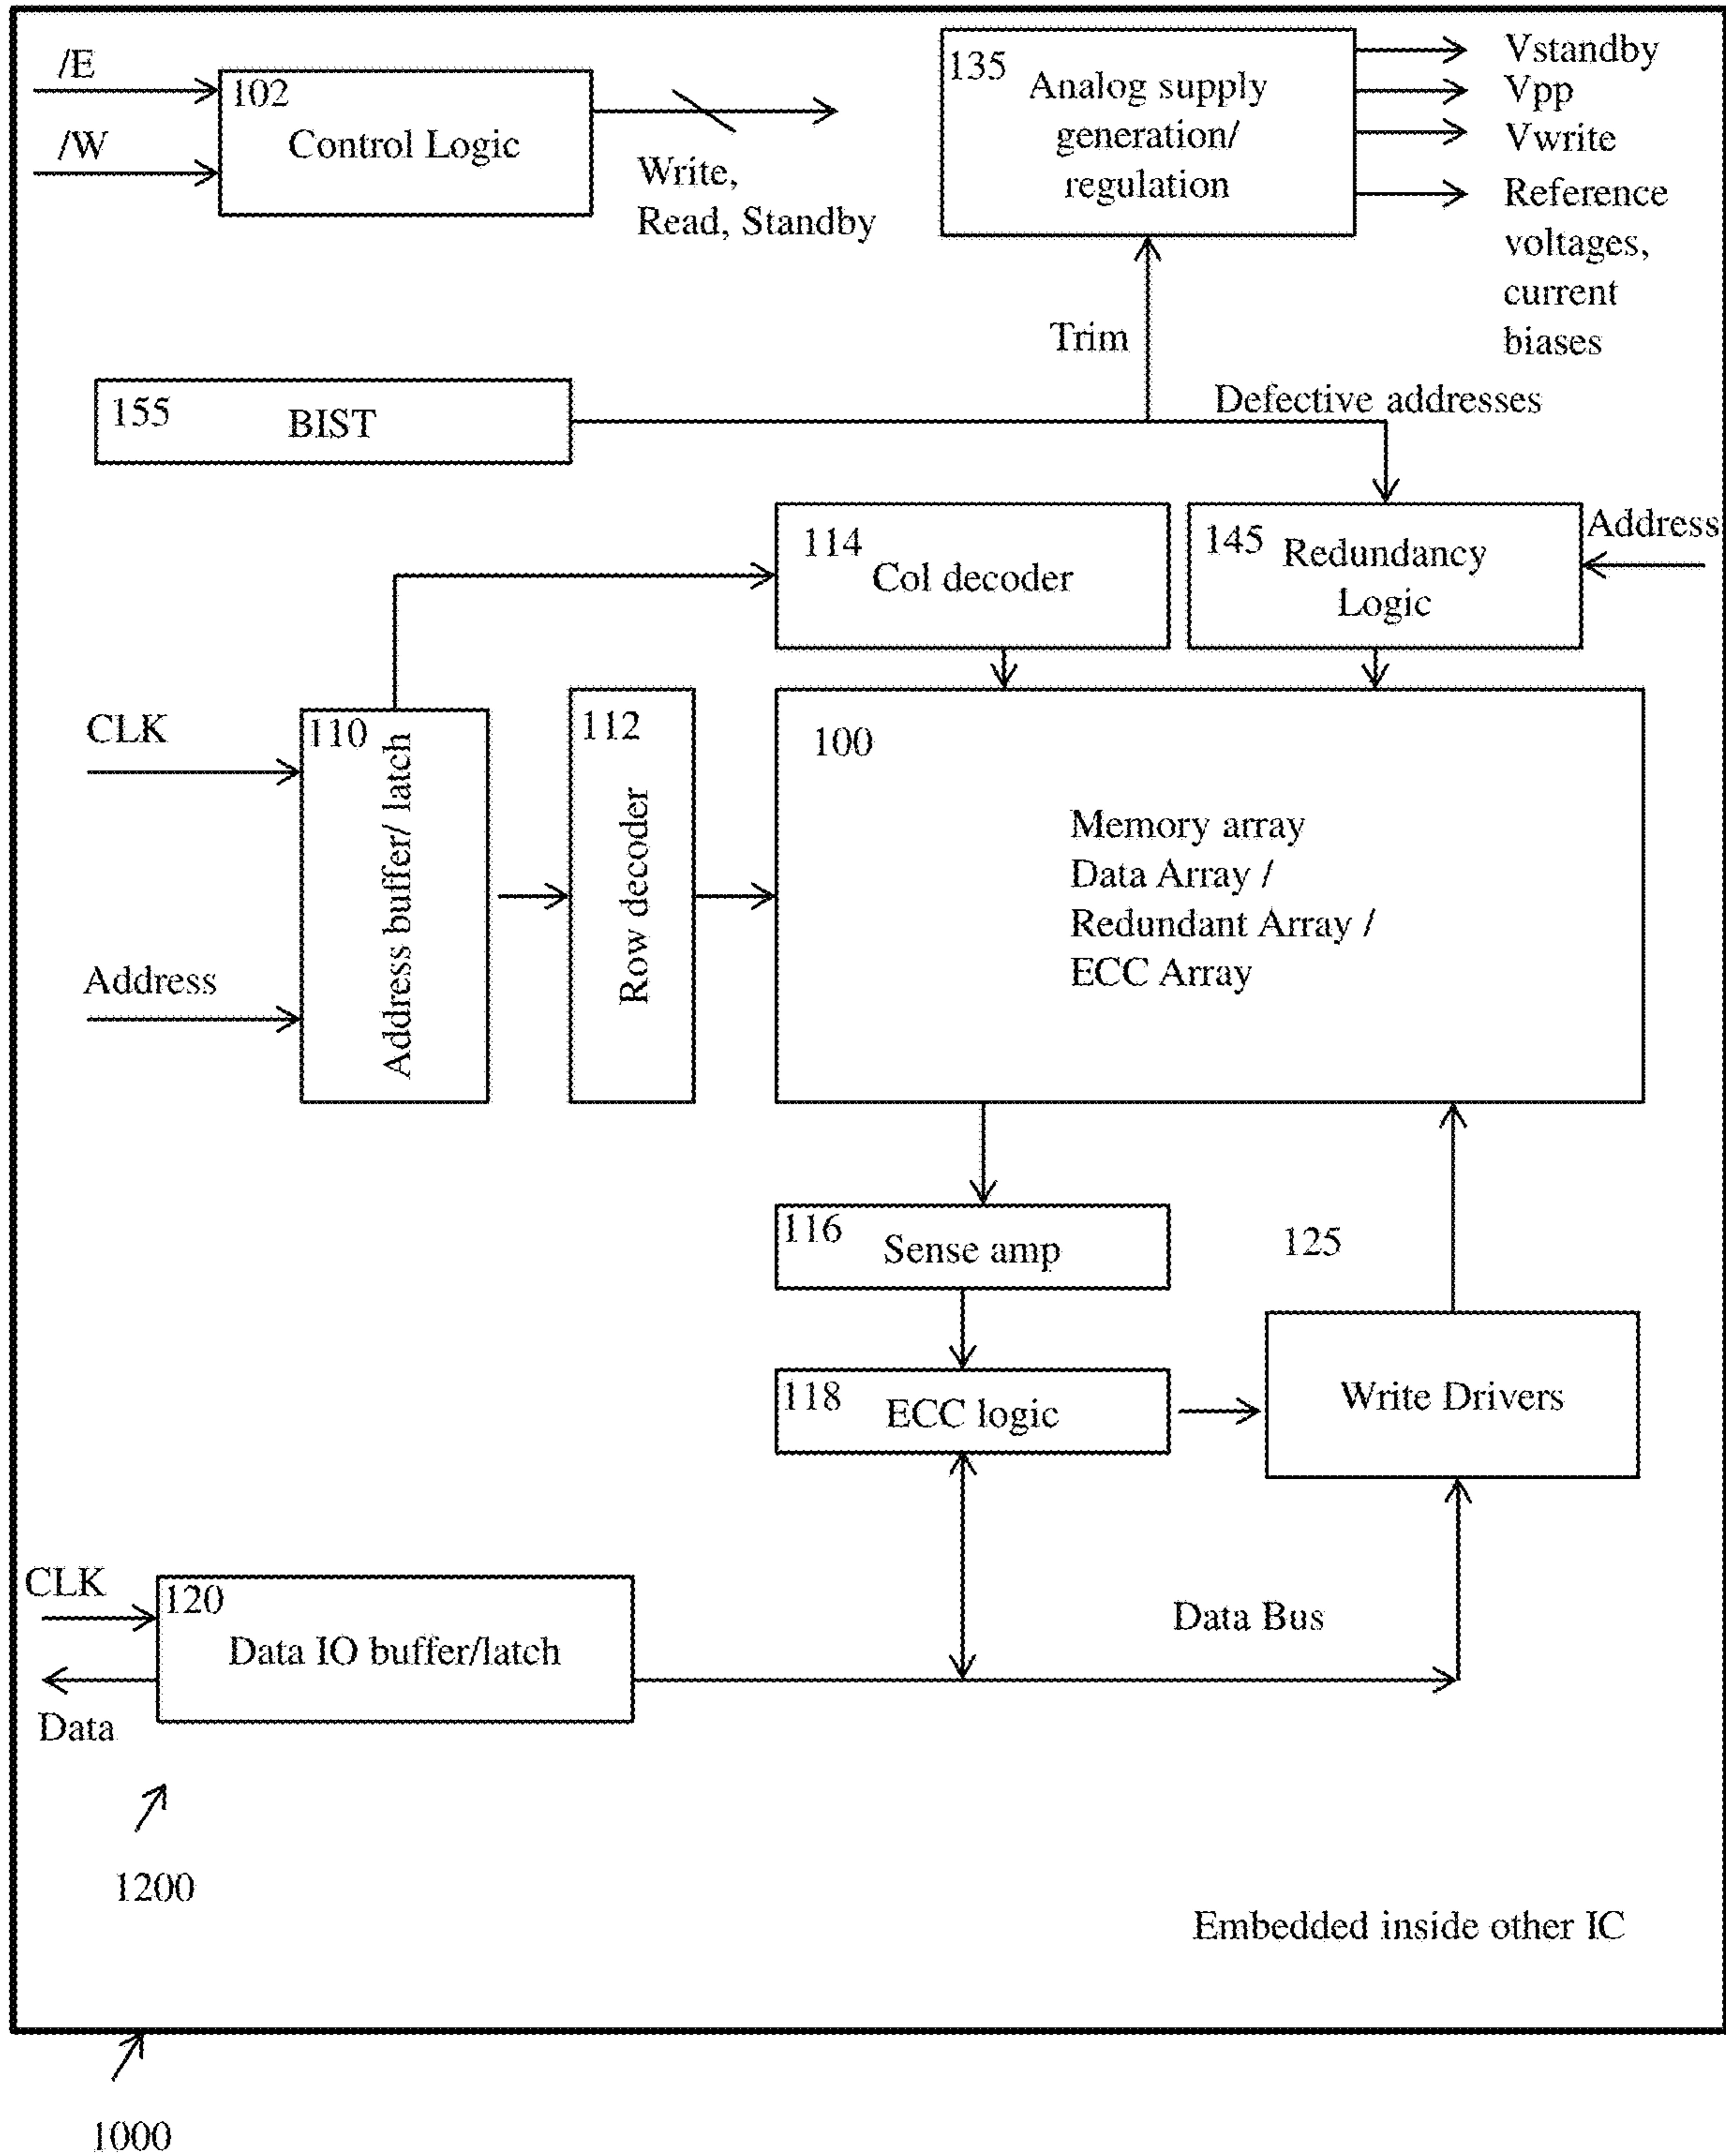 /E
/W
102
Control Logic
Write,
Read, Standby
135
Analog supply
generation/
regulation
Vstandby
Vpp
Vwrite
Reference
voltages,
current
biases
Trim
Defective addresses
155
BIST
114
Col decoder
145
Redundancy
Logic
Address
CLK
Address
110
Address buffer/ latch
112
Row decoder
100
Memory array
Data Array /
Redundant Array /
ECC Array
116
Sense amp
125
118
ECC logic
Write Drivers
CLK
120
Data IO buffer/latch
Data
Data Bus
1200
Embedded inside other IC
1000